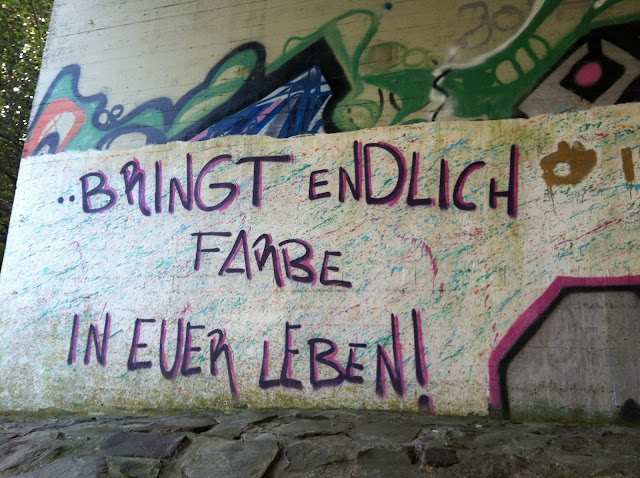 ..BRINGT ENDLICH
FARBE
IN EUER LEBEN!